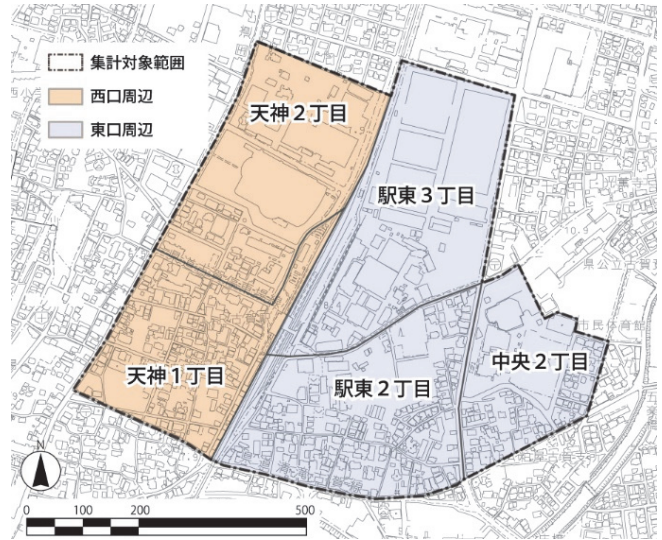 集計対象範囲
西口周辺
東口周辺
天神２丁目
駅東３丁目
天神１丁目
駅東２丁目
中央２丁目
市民体育館
N
0 100 200 500